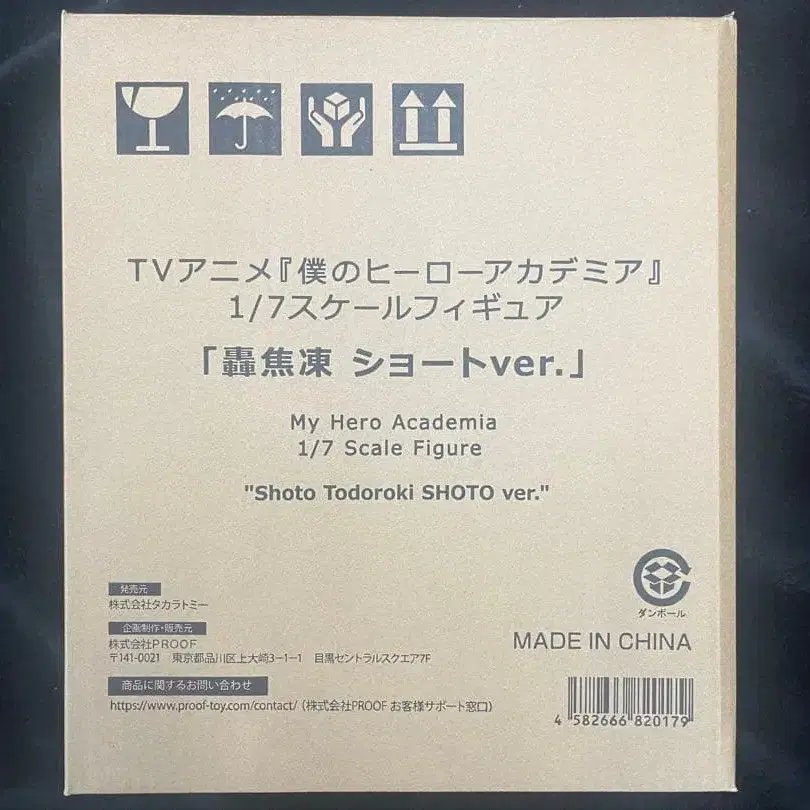 TVアニメ『僕のヒーローアカデミア』
1/7スケールフィギュア
「轟焦凍 ショートver.」
My Hero Academia
1/7 Scale Figure
"Shoto Todoroki SHOTO ver."
発売元
株式会社タカラトミー
企画制作・販売元
株式会社PROOF
〒141-0021 東京都品川区上大崎3-1-1 目黒セントラルスクエア7F
商品に関するお問い合わせ
https://www.proof-toy.com/contact/（株式会社PROOF お客様サポート窓口）
ダンボール
MADE IN CHINA
4 582666 820179